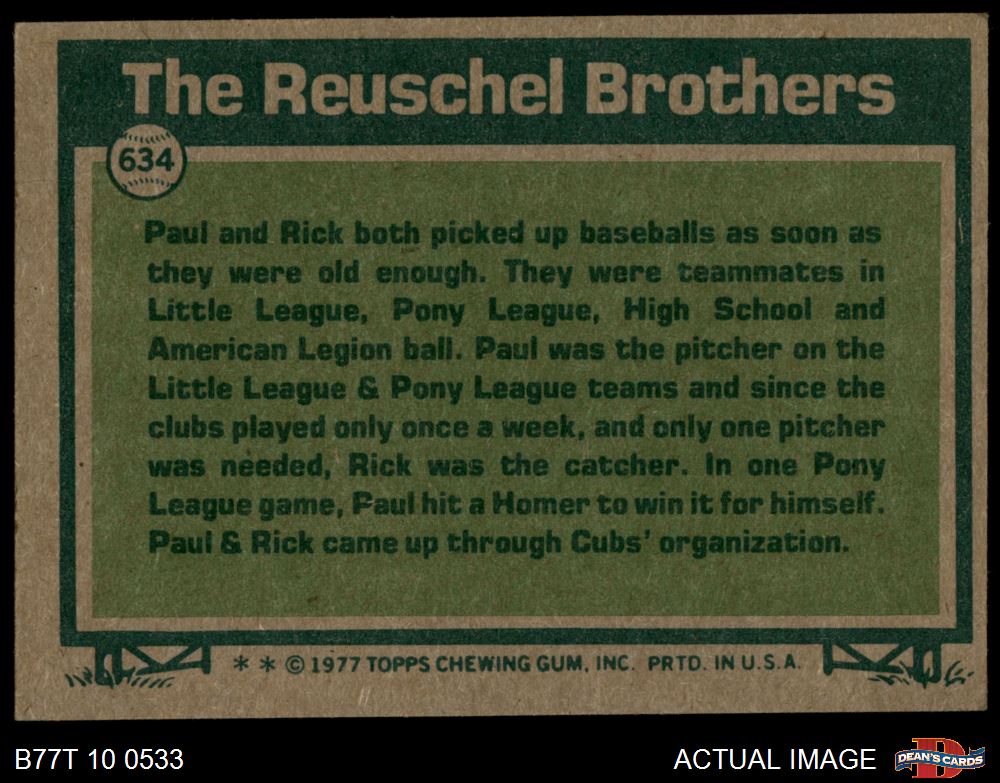 The Reuschel Brothers
634
Paul and Rick both picked up baseballs as soon as
they were old enough. They were teammates in
Little League, Pony League, High School and
American Legion ball. Paul was the pitcher on the
Little League & Pony League teams and since the
clubs played only once a week, and only one pitcher
was needed, Rick was the catcher. In one Pony
League game, Paul hit a Homer to win it for himself.
Paul & Rick came up through Cubs' organization.
* * © 1977 TOPPS CHEWING GUM, INC. PRTD. IN U.S.A.
B77T 10 0533
ACTUAL IMAGE
D
DEAN'S CARDS